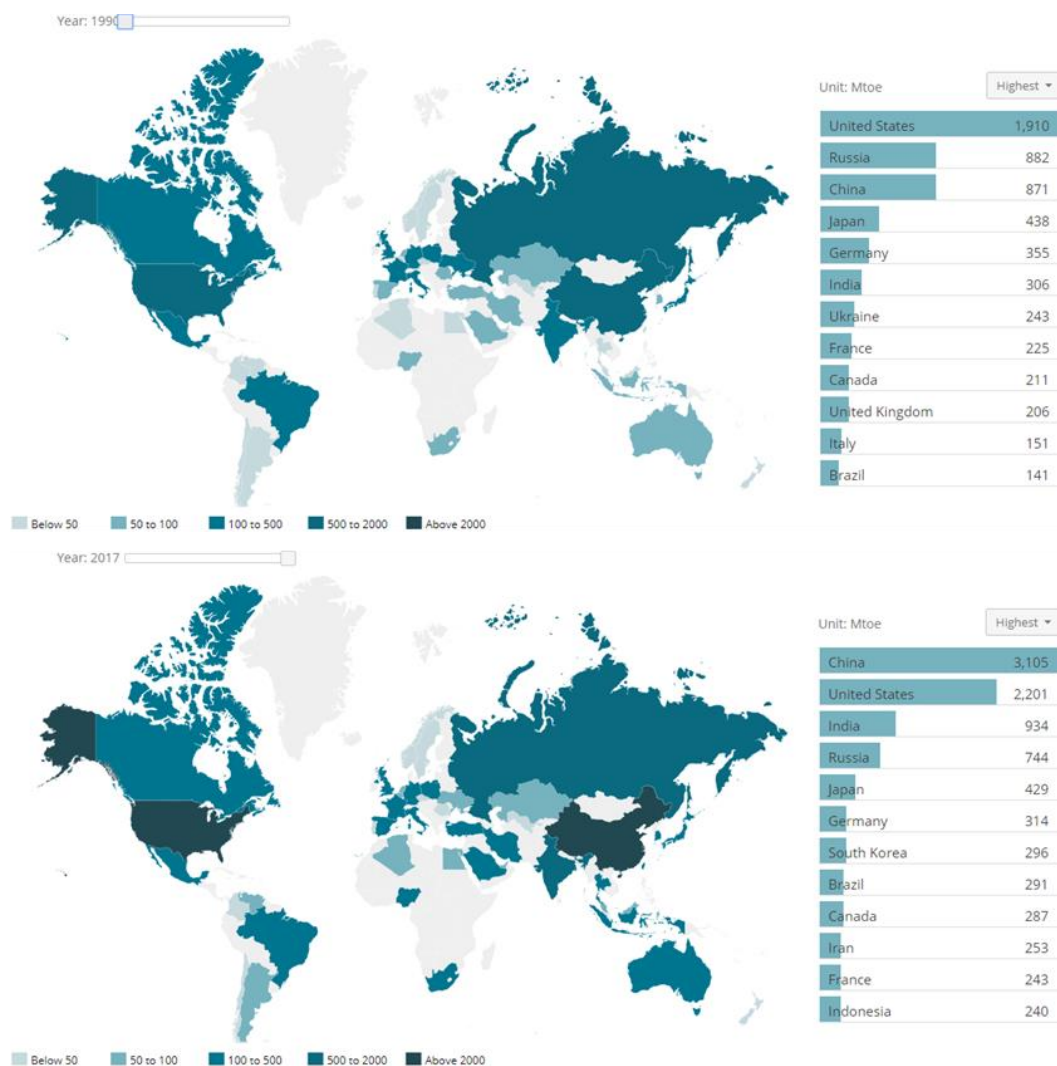 Year: 1990
Unit: Mtoe
Highest
United States 1,910
Russia 882
China 871
Japan 438
Germany 355
India 306
Ukraine 243
France 225
Canada 211
United Kingdom 206
Italy 151
Brazil 141
Below 50 50 to 100 100 to 500 500 to 2000 Above 2000
Year: 2017
Unit: Mtoe
Highest
China 3,105
United States 2,201
India 934
Russia 744
Japan 429
Germany 314
South Korea 296
Brazil 291
Canada 287
Iran 253
France 243
Indonesia 240
Below 50 50 to 100 100 to 500 500 to 2000 Above 2000